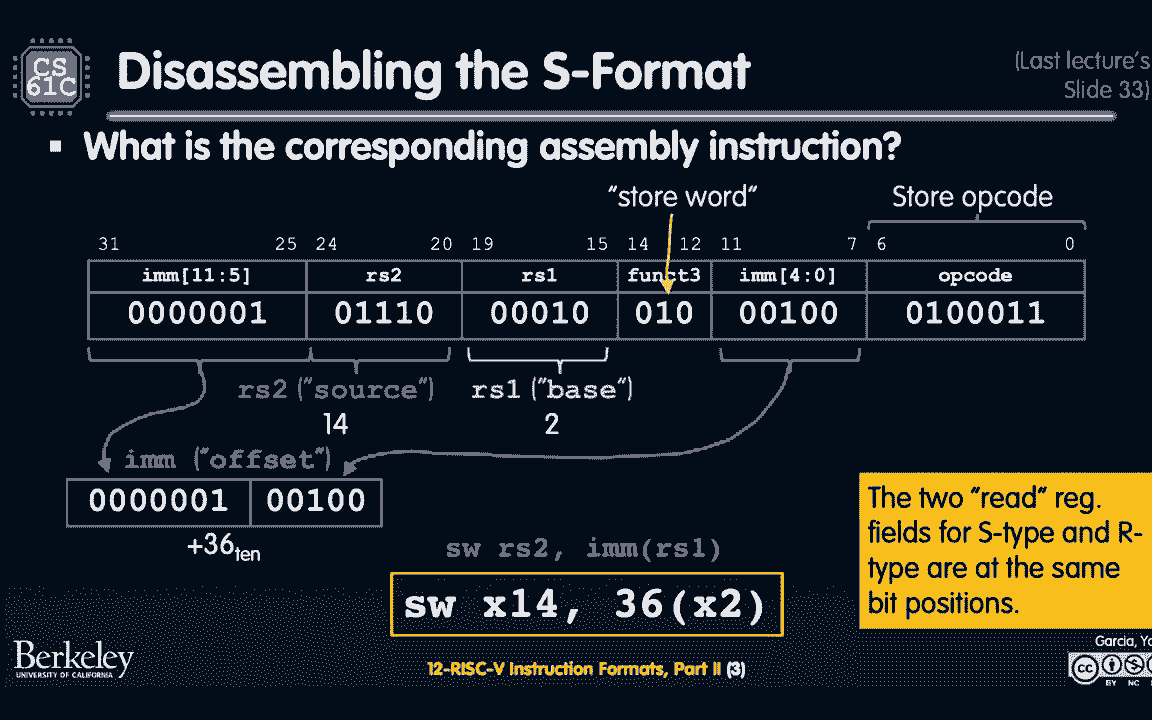 CS
61C
Disassembling the S-Format
(Last lecture's
Slide 33)
▪ What is the corresponding assembly instruction?
"store word"
Store opcode
31 25 24 20 19 15 14 12 11 7 6 0
imm[11:5] rs2 rs1 funct3 imm[4:0] opcode
0000001 01110 00010 010 00100 0100011
rs2 ("source") rs1 ("base")
14 2
imm ("offset")
0000001 00100
+36ten
sw rs2, imm(rs1)
sw x14, 36(x2)
The two "read" reg.
fields for S-type and R-
type are at the same
bit positions.
Berkeley
UNIVERSITY OF CALIFORNIA
12-RISC-V Instruction Formats, Part II (3)
Garcia,
cc
BY NC